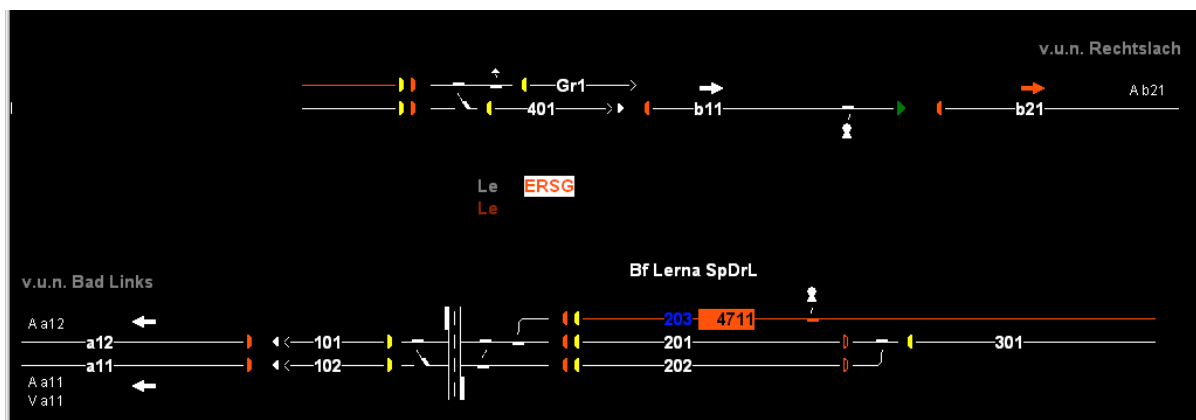 v.u.n. Rechtslach
Gr1
A b21
401
b11
b21
Le ERSG
Le
Bf Lerna SpDrL
v.u.n. Bad Links
203 4711
A a12
a12
101
201
301
a11
102
202
A a11
V a11